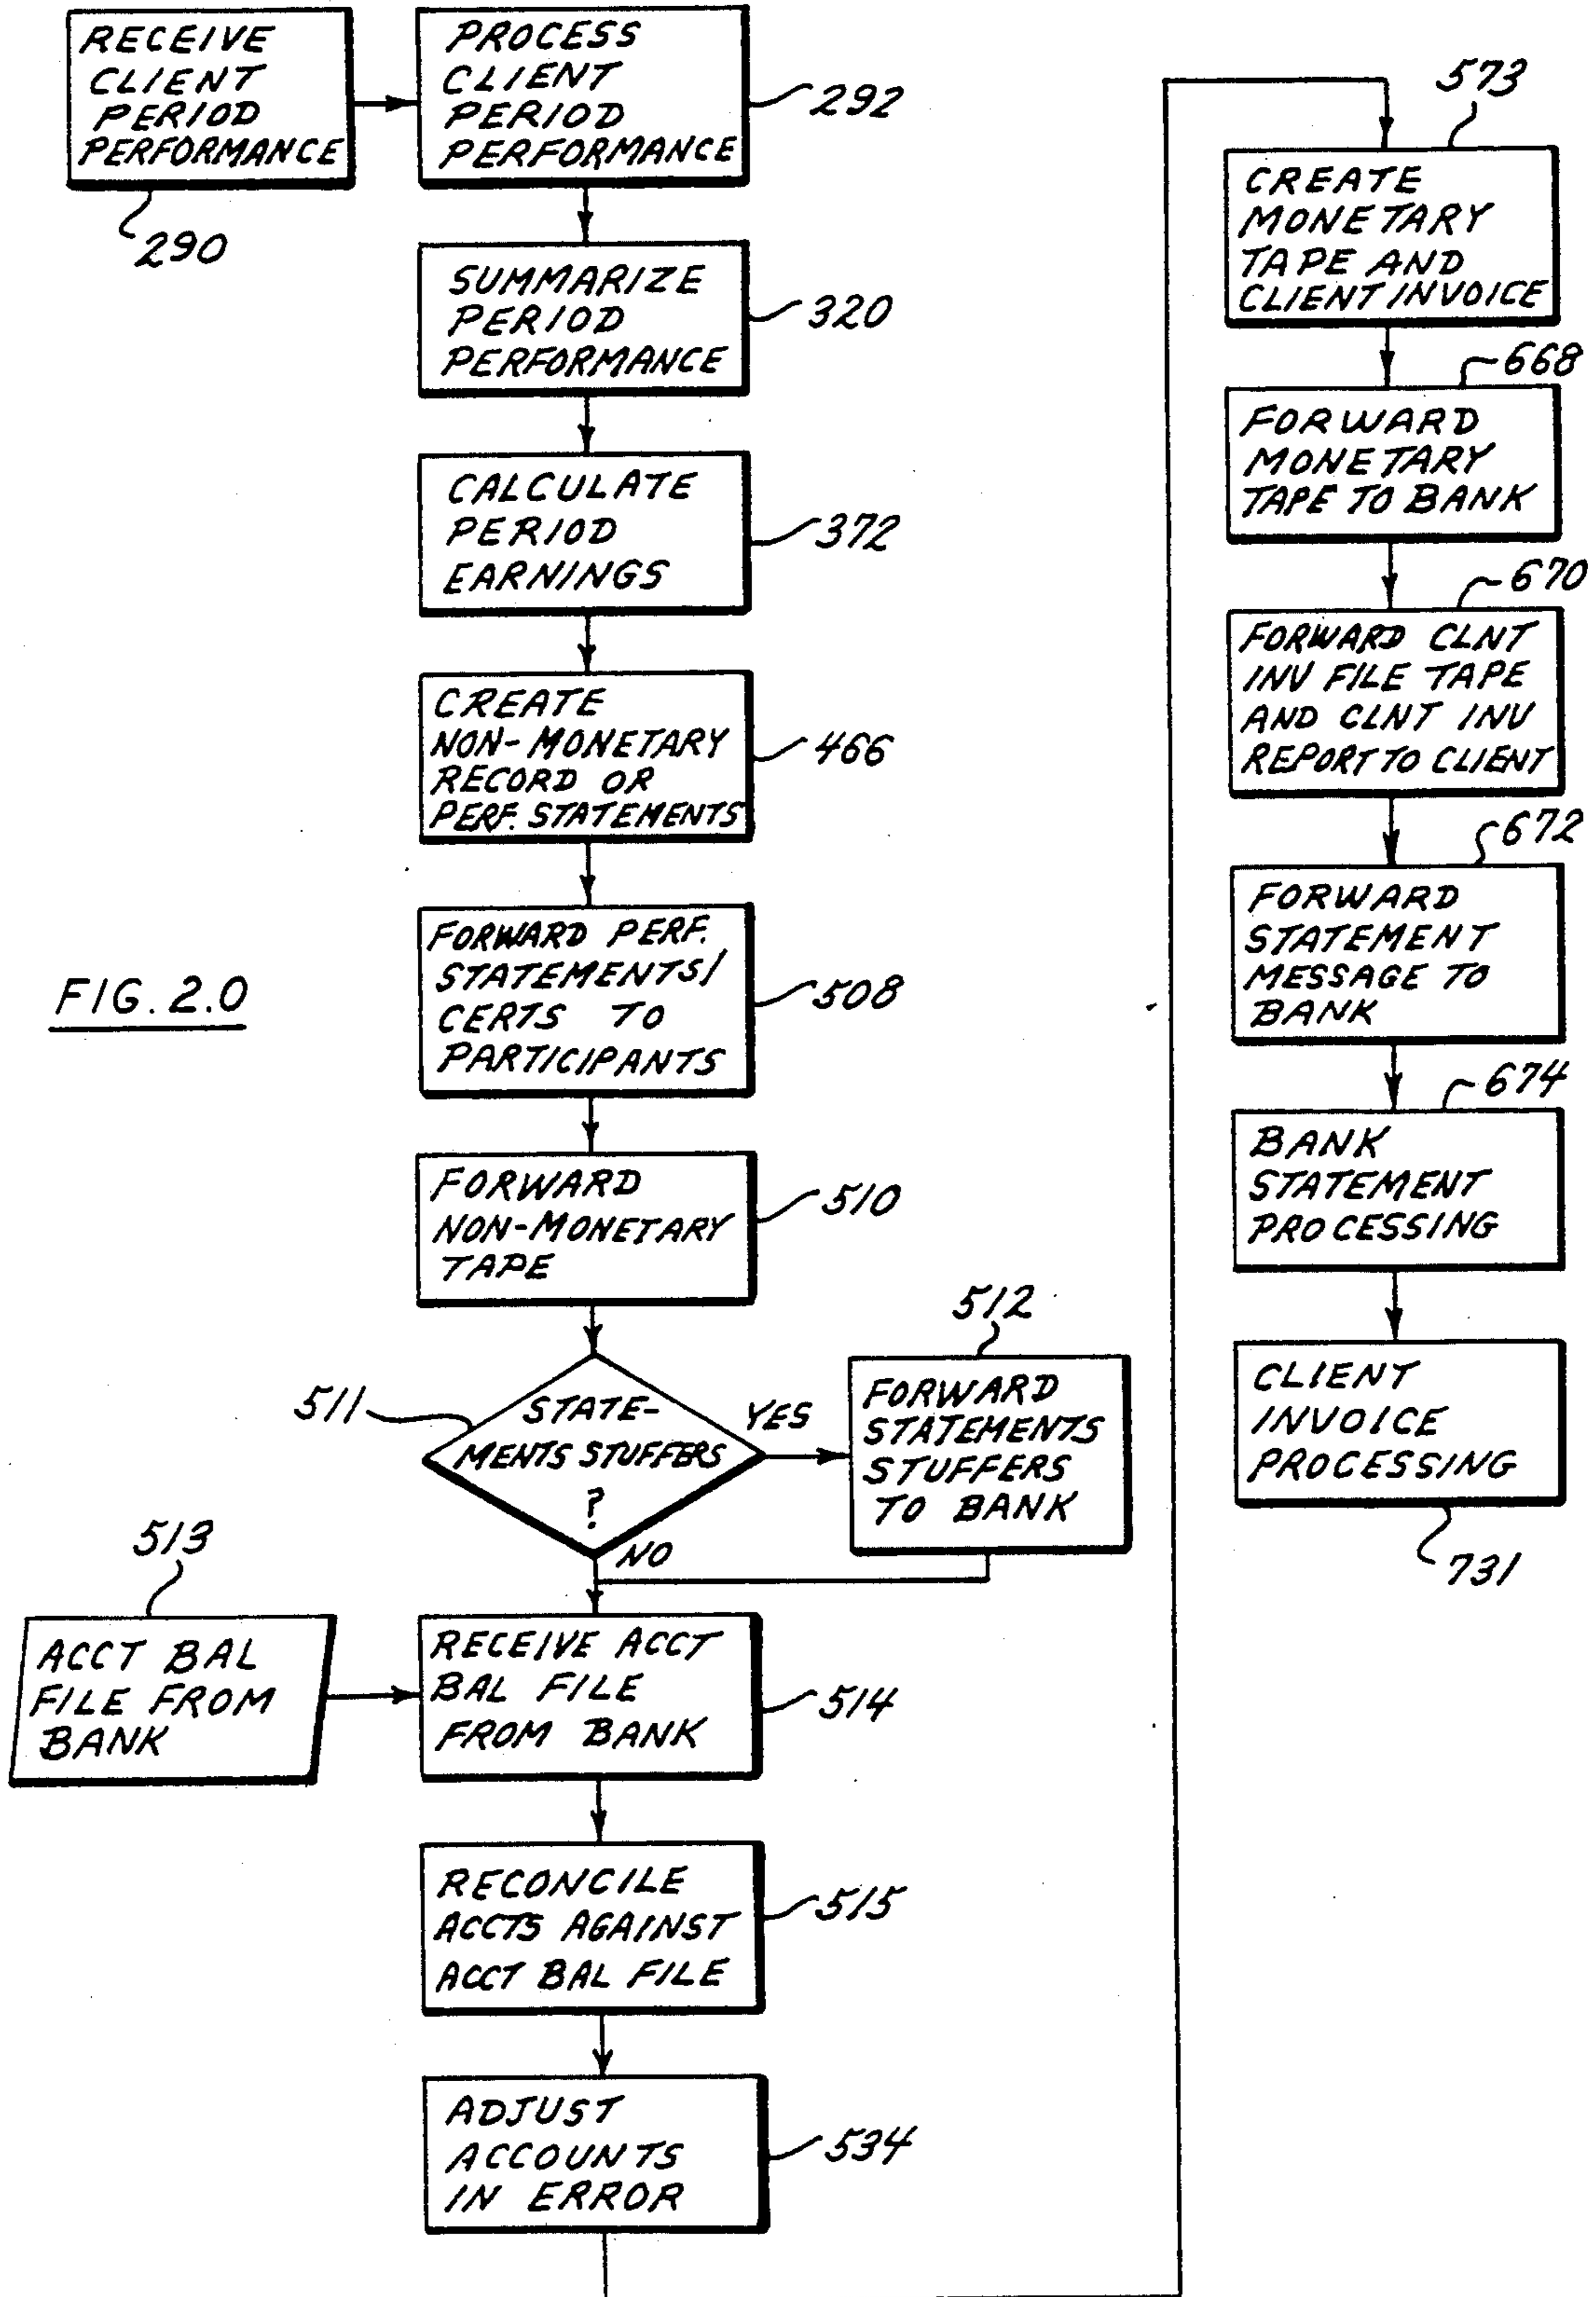 RECEIVE
CLIENT
PERIOD
PERFORMANCE
290
PROCESS
CLIENT
PERIOD
PERFORMANCE
292
SUMMARIZE
PERIOD
PERFORMANCE
320
CALCULATE
PERIOD
EARNINGS
372
CREATE
NON-MONETARY
RECORD OR
PERF. STATEMENTS
466
FORWARD PERF.
STATEMENTS/
CERTS TO
PARTICIPANTS
508
FIG. 2.0
FORWARD
NON-MONETARY
TAPE
510
511
STATE-
MENTS STUFFERS
?
YES
NO
512
FORWARD
STATEMENTS
STUFFERS
TO BANK
513
ACCT BAL
FILE FROM
BANK
RECEIVE ACCT
BAL FILE
FROM BANK
514
RECONCILE
ACCTS AGAINST
ACCT BAL FILE
515
ADJUST
ACCOUNTS
IN ERROR
534
573
CREATE
MONETARY
TAPE AND
CLIENT INVOICE
668
FORWARD
MONETARY
TAPE TO BANK
670
FORWARD CLNT
INV FILE TAPE
AND CLNT INV
REPORT TO CLIENT
672
FORWARD
STATEMENT
MESSAGE TO
BANK
674
BANK
STATEMENT
PROCESSING
CLIENT
INVOICE
PROCESSING
731